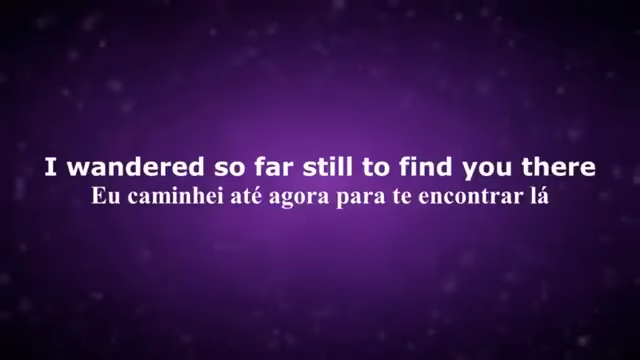 I wandered so far still to find you there
Eu caminhei até agora para te encontrar lá